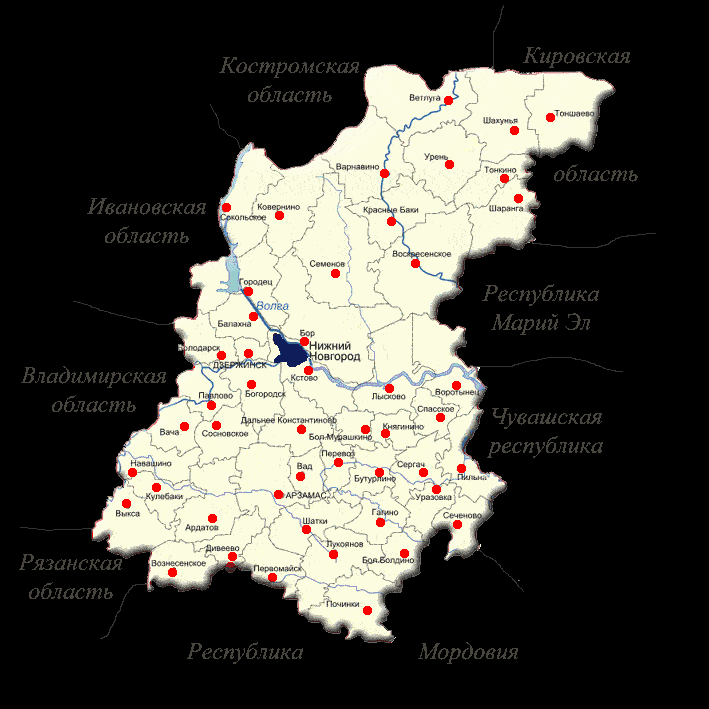 Кировская
Костромская
область
Ветлуга
Тоншаево
Шахунья
Урень
Варнавино
Тонкино
область
Шаранга
Ивановская
область
Ковернино
Сокольское
Красные Баки
Воскресенское
Семенов
Городец
Волга
Республика
Марий Эл
Балахна
Бор
Нижний
Новгород
Володарск
ДЗЕРЖИНСК
Кстово
Владимирская
область
Богородск
Павлово
Лысково
Воротынец
Спасское
Чувашская
республика
Дальнее Константиново
Вача
Сосновское
Бол.Мурашкино
Княгинино
Перевоз
Навашино
Вад
Сергач
Бутурлино
Пильна
Кулебаки
АРЗАМАС
Уразовка
Выкса
Гагино
Сеченово
Ардатов
Шатки
Лукоянов
Дивеево
Бол.Болдино
Вознесенское
Первомайск
Рязанская
область
Починки
Республика
Мордовия